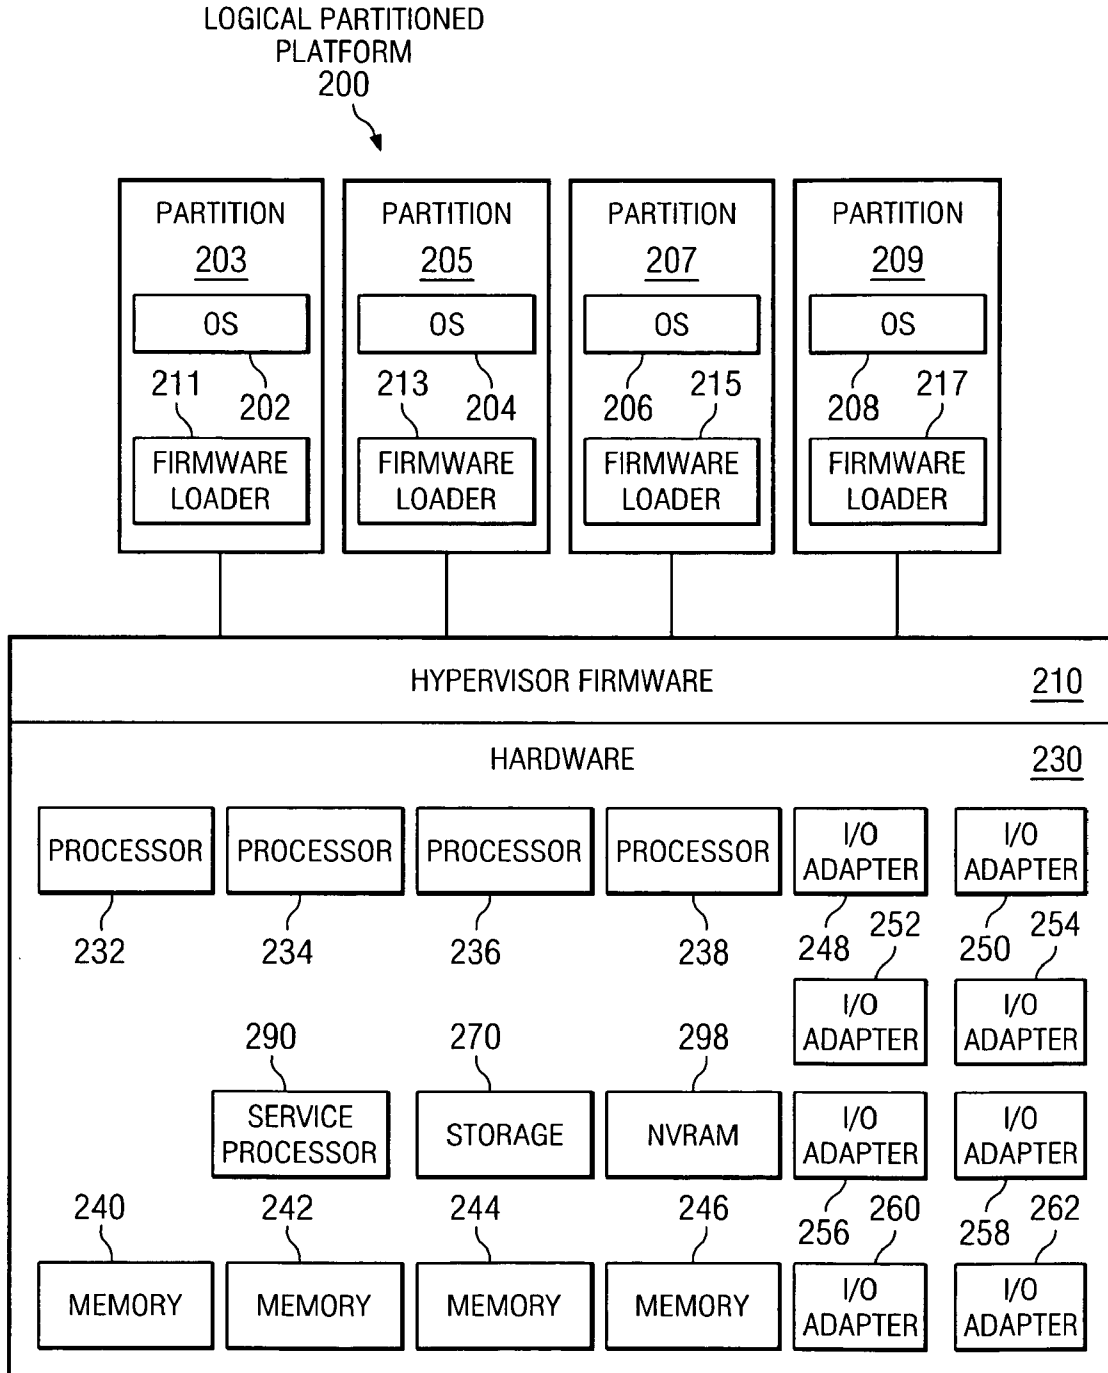 LOGICAL PARTITIONED
PLATFORM
200
PARTITION
203
OS
211
202
FIRMWARE
LOADER
PARTITION
205
OS
213
204
FIRMWARE
LOADER
PARTITION
207
OS
206
215
FIRMWARE
LOADER
PARTITION
209
OS
208
217
FIRMWARE
LOADER
HYPERVISOR FIRMWARE
210
HARDWARE
230
PROCESSOR
232
PROCESSOR
234
PROCESSOR
236
PROCESSOR
238
I/O
ADAPTER
248
I/O
ADAPTER
250
252
I/O
ADAPTER
254
I/O
ADAPTER
290
SERVICE
PROCESSOR
270
STORAGE
298
NVRAM
I/O
ADAPTER
256
I/O
ADAPTER
258
240
MEMORY
242
MEMORY
244
MEMORY
246
MEMORY
260
I/O
ADAPTER
262
I/O
ADAPTER